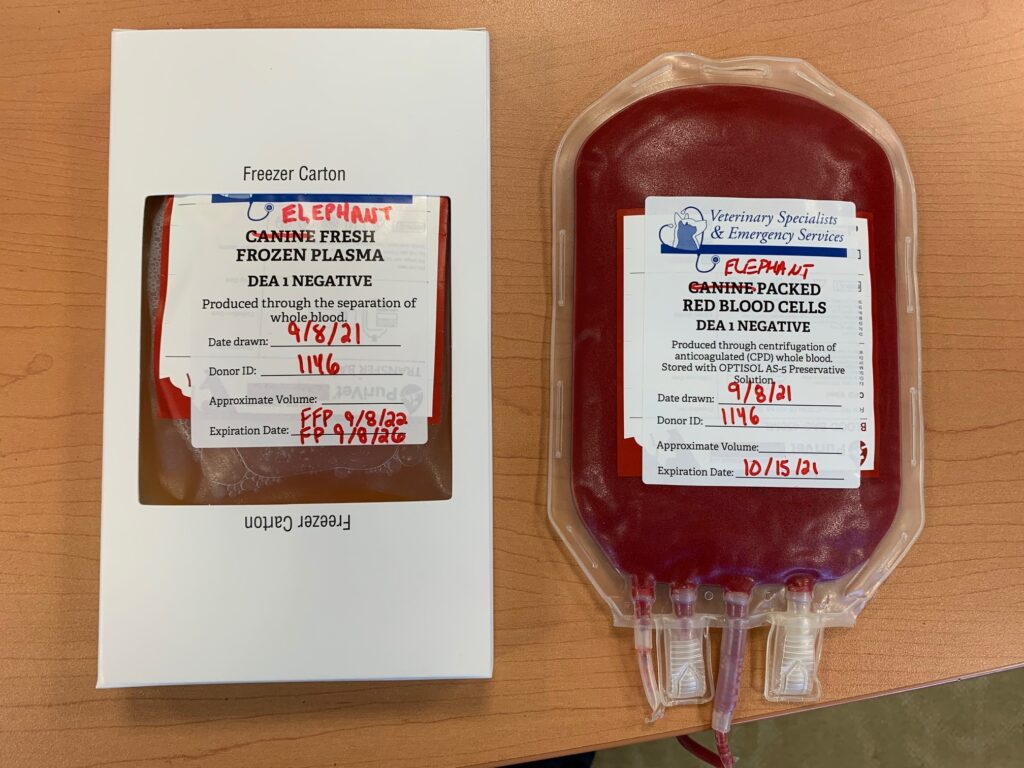 Freezer Carton
ELEPHANT
CANINE FRESH
FROZEN PLASMA
DEA 1 NEGATIVE
Produced through the separation of
whole blood.
Date drawn: 9/8/21
Donor ID: 1146
Approximate Volume:
FFP 9/8/22
Expiration Date: FP 9/8/26
Freezer Carton
Veterinary Specialists
& Emergency Services
ELEPHANT
CANINE PACKED
RED BLOOD CELLS
DEA 1 NEGATIVE
Produced through centrifugation of
anticoagulated (CPD) whole blood.
Stored with OPTISOL AS-5 Preservative
Solution.
Date drawn: 9/8/21
Donor ID: 1146
Approximate Volume:
Expiration Date: 10/15/21